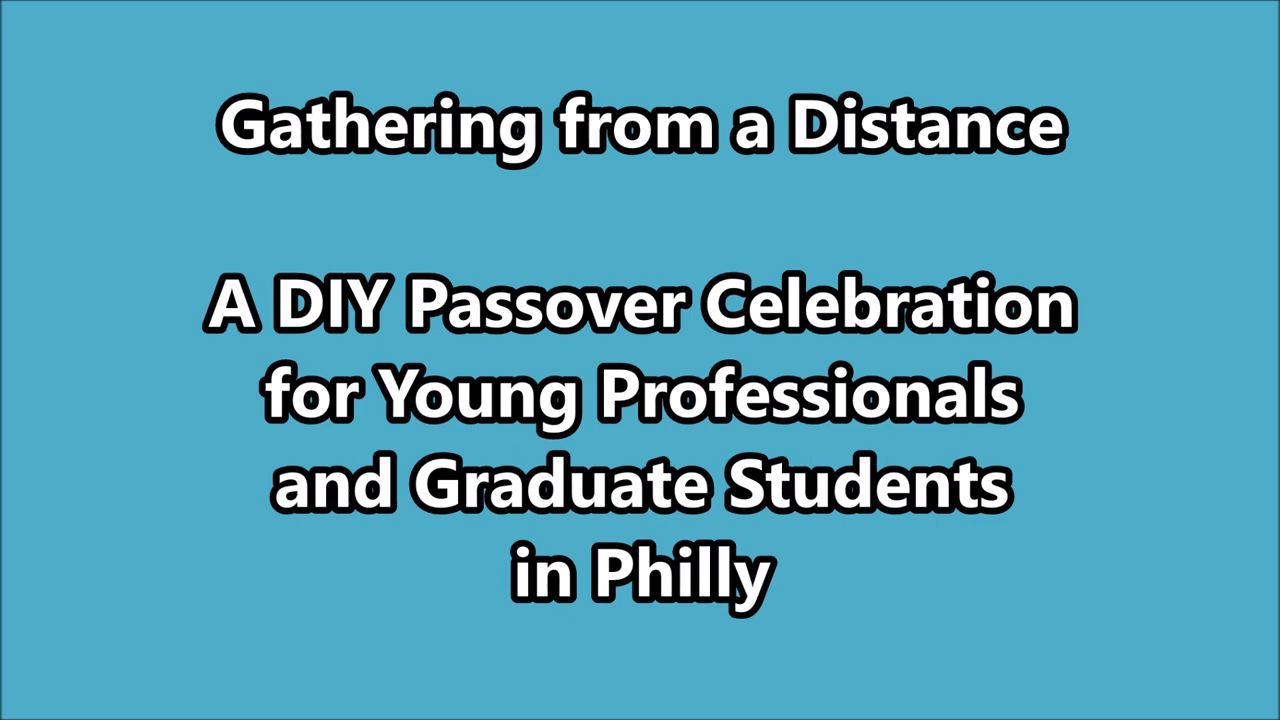 Gathering from a Distance
A DIY Passover Celebration
for Young Professionals
and Graduate Students
in Philly